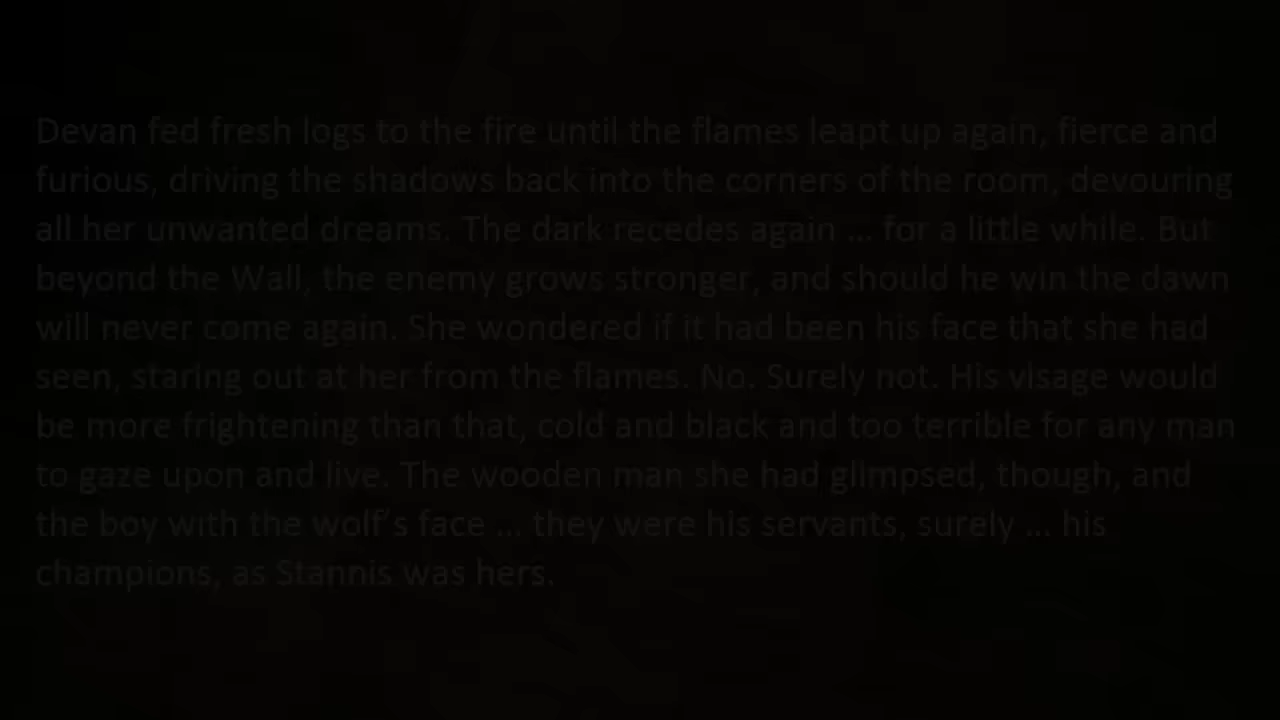 Devan fed fresh logs to the fire until the flames leapt up again, fierce and
furious, driving the shadows back into the corners of the room, devouring
all her unwanted dreams. The dark recedes again ... for a little while. But
beyond the Wall, the enemy grows stronger, and should he win the dawn
will never come again. She wondered if it had been his face that she had
seen, staring out at her from the flames. No. Surely not. His visage would
be more frightening than that, cold and black and too terrible for any man
to gaze upon and live. The wooden man she had glimpsed, though, and
the boy with the wolf’s face ... they were his servants, surely ... his
champions, as Stannis was hers.